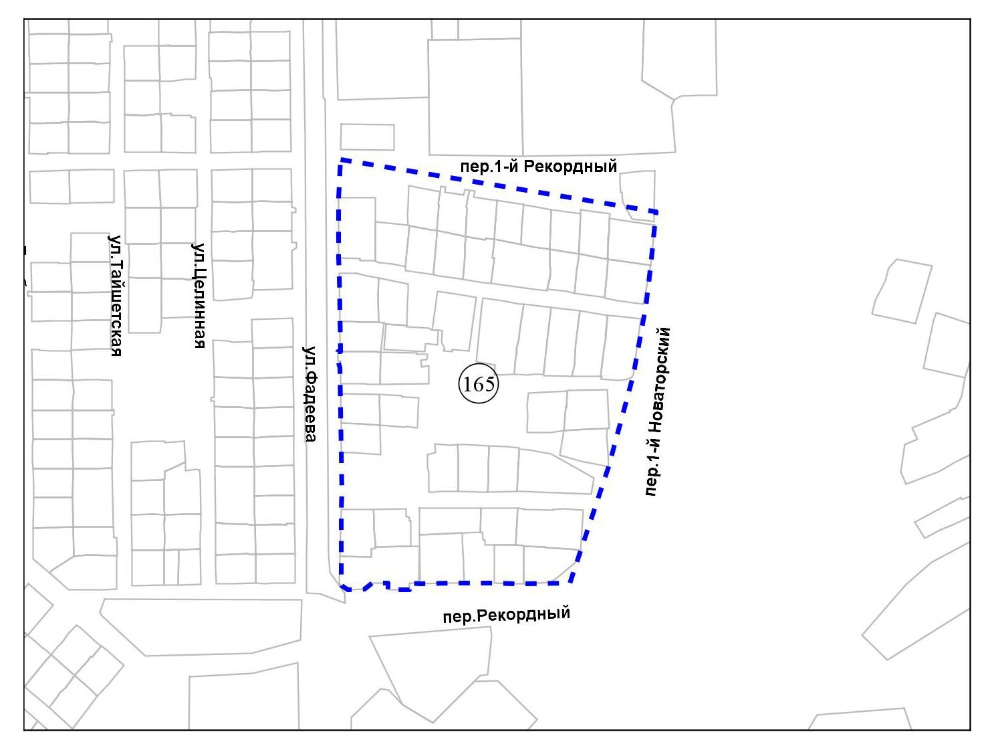 пер.1-й Рекордный
ул.Тайшетская
ул.Целинная
ул.Фадеева
165
пер.1-й Новаторский
пер.Рекордный